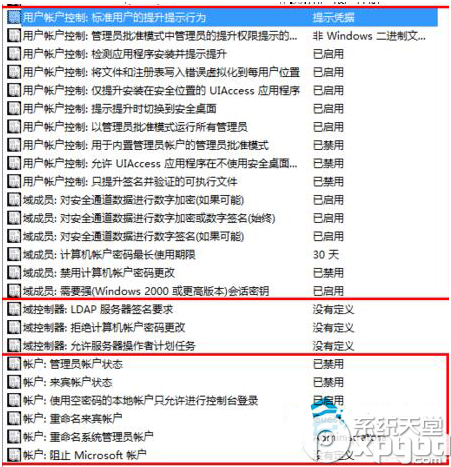 用户帐户控制: 标准用户的提升提示行为 提示凭据
用户帐户控制: 管理员批准模式中管理员的提升权限提示的... 非 Windows 二进制文...
用户帐户控制: 检测应用程序安装并提示提升 已启用
用户帐户控制: 将文件和注册表写入错误虚拟化到每用户位置 已启用
用户帐户控制: 仅提升安装在安全位置的 UIAccess 应用程序 已启用
用户帐户控制: 提示提升时切换到安全桌面 已启用
用户帐户控制: 以管理员批准模式运行所有管理员 已启用
用户帐户控制: 用于内置管理员帐户的管理员批准模式 已禁用
用户帐户控制: 允许 UIAccess 应用程序在不使用安全桌面... 已禁用
用户帐户控制: 只提升签名并验证的可执行文件 已禁用
域成员: 对安全通道数据进行数字加密(如果可能) 已启用
域成员: 对安全通道数据进行数字加密或数字签名(始终) 已启用
域成员: 对安全通道数据进行数字签名(如果可能) 已启用
域成员: 计算机帐户密码最长使用期限 30 天
域成员: 禁用计算机帐户密码更改 已禁用
域成员: 需要强(Windows 2000 或更高版本)会话密钥 已启用
域控制器: LDAP 服务器签名要求 没有定义
域控制器: 拒绝计算机帐户密码更改 没有定义
域控制器: 允许服务器操作者计划任务 没有定义
帐户: 管理员帐户状态 已禁用
帐户: 来宾帐户状态 已禁用
帐户: 使用空密码的本地帐户只允许进行控制台登录 已启用
帐户: 重命名来宾帐户
帐户: 重命名系统管理员帐户
帐户: 阻止 Microsoft 帐户 没有定义
系统天堂